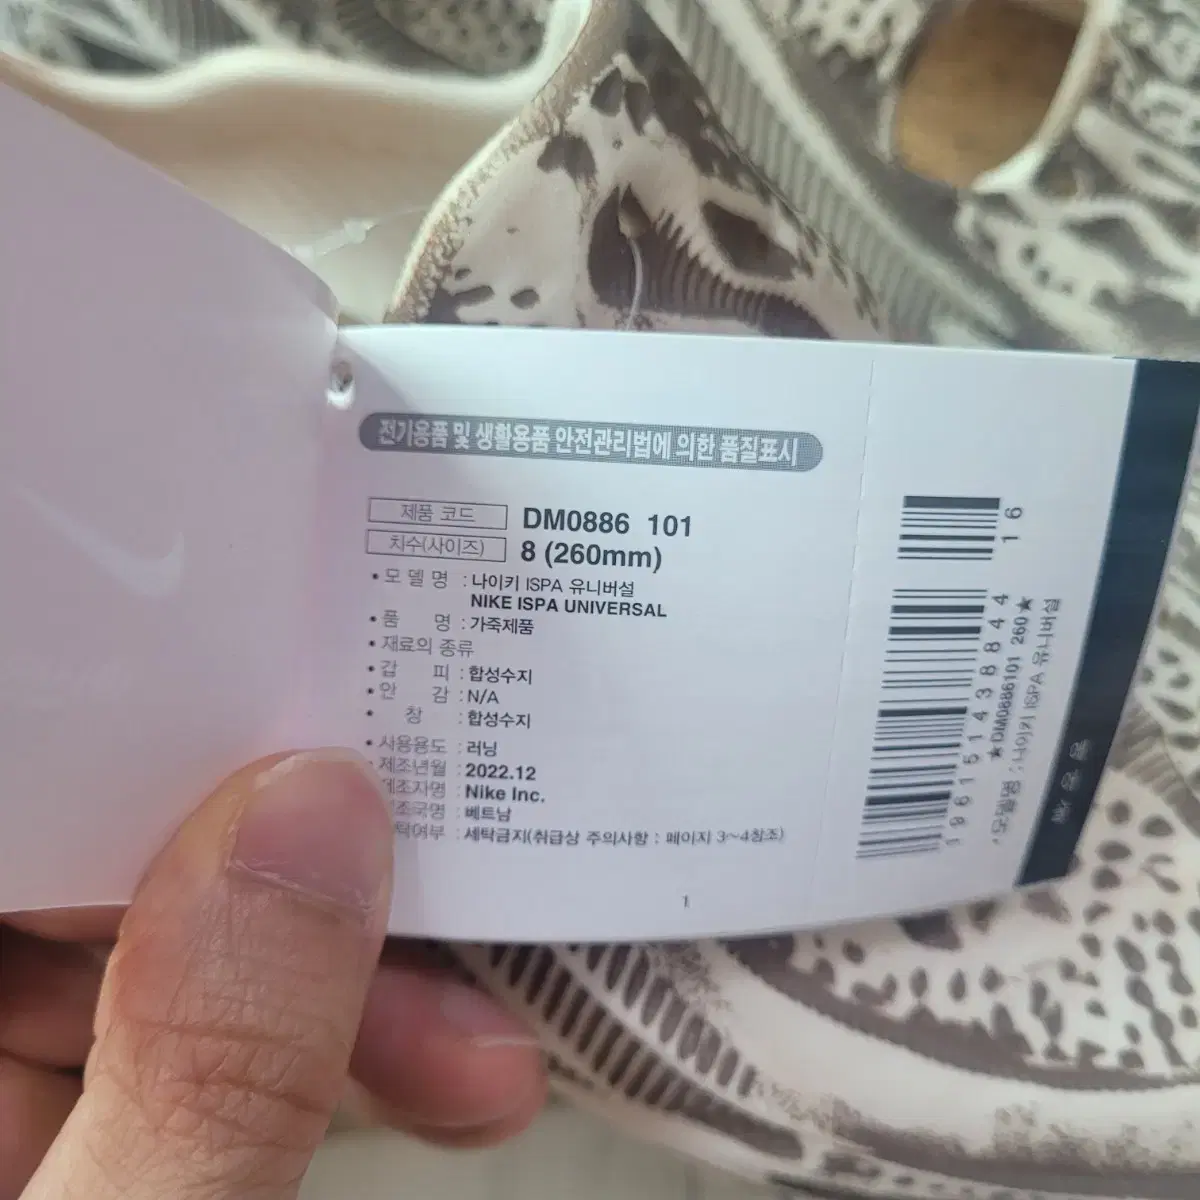 전기용품 및 생활용품 안전관리법에 의한 품질표시
제품 코드 DM0886 101
치수(사이즈) 8 (260mm)
• 모 델 명 : 나이키 ISPA 유니버설
NIKE ISPA UNIVERSAL
• 품 명 : 가죽제품
• 재료의 종류
• 갑 피 : 합성수지
• 안 감 : N/A
• 창 : 합성수지
• 사용용도 : 러닝
• 제조년월 : 2022.12
제조자명 : Nike Inc.
조국명 : 베트남
탁여부 : 세탁금지(취급상 주의사항 : 페이지 3~4참조)
1
196151438844
16
★DM0886101 260★
모델명 : 나이키 ISPA 유니버설